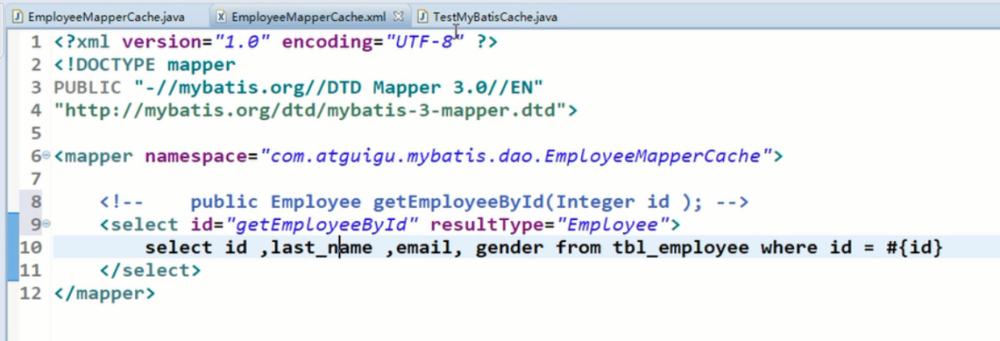 EmployeeMapperCache.java EmployeeMapperCache.xml TestMyBatisCache.java
1 <?xml version="1.0" encoding="UTF-8" ?>
2 <!DOCTYPE mapper
3 PUBLIC "-//mybatis.org//DTD Mapper 3.0//EN"
4 "http://mybatis.org/dtd/mybatis-3-mapper.dtd">
5
6 <mapper namespace="com.atguigu.mybatis.dao.EmployeeMapperCache">
7
8 <!-- public Employee getEmployeeById(Integer id ); -->
9 <select id="getEmployeeById" resultType="Employee">
10 select id ,last_name ,email, gender from tbl_employee where id = #{id}
11 </select>
12 </mapper>